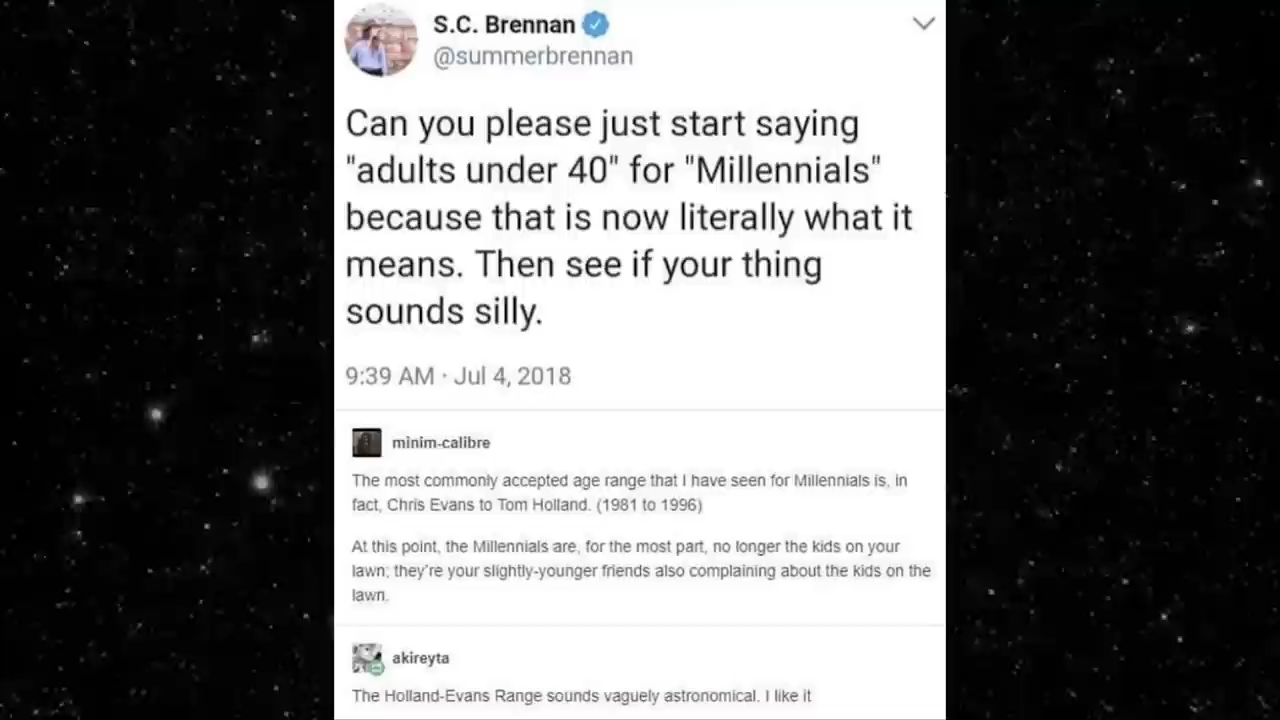 S.C. Brennan
@summerbrennan
Can you please just start saying
"adults under 40" for "Millennials"
because that is now literally what it
means. Then see if your thing
sounds silly.
9:39 AM · Jul 4, 2018
minim-calibre
The most commonly accepted age range that I have seen for Millennials is, in
fact, Chris Evans to Tom Holland. (1981 to 1996)
At this point, the Millennials are, for the most part, no longer the kids on your
lawn; they're your slightly-younger friends also complaining about the kids on the
lawn.
akireyta
The Holland-Evans Range sounds vaguely astronomical. I like it